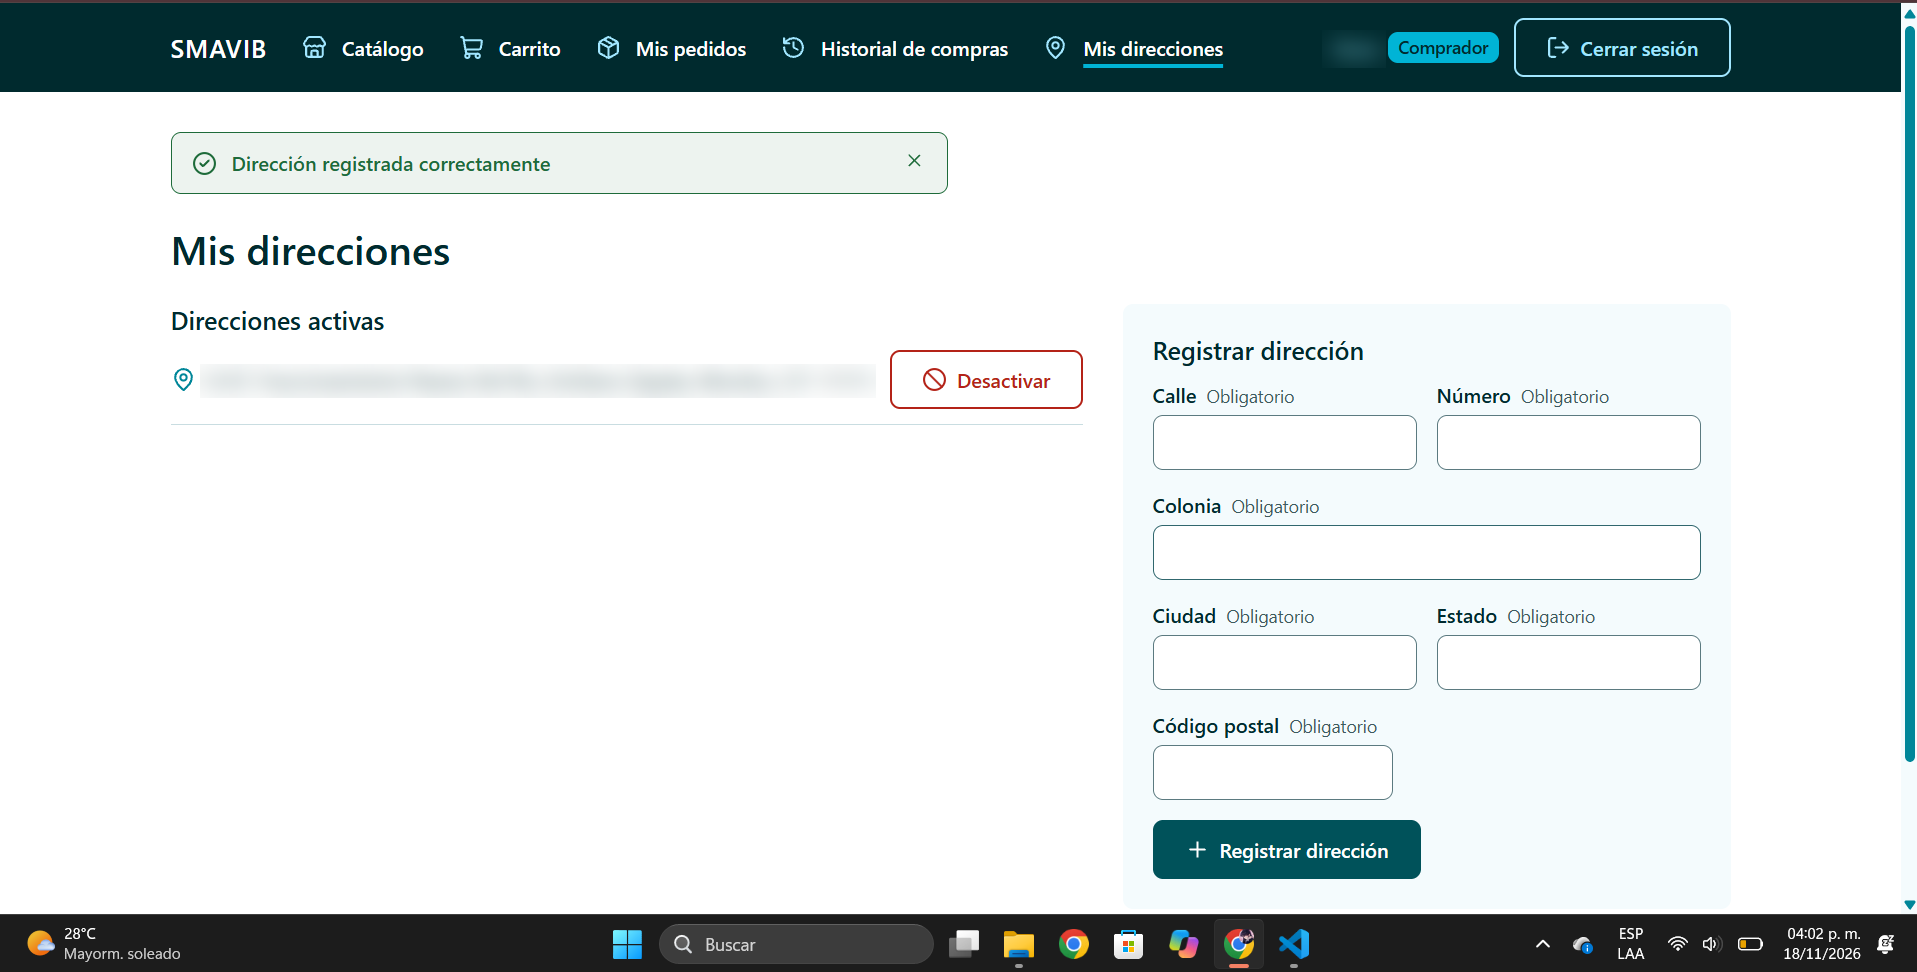 SMAVIB Catálogo Carrito Mis pedidos Historial de compras Mis direcciones Comprador Cerrar sesión
Dirección registrada correctamente
Mis direcciones
Direcciones activas
Desactivar
Registrar dirección
Calle Obligatorio Número Obligatorio
Colonia Obligatorio
Ciudad Obligatorio Estado Obligatorio
Código postal Obligatorio
Registrar dirección
28°C
Mayorm. soleado
Buscar
ESP
LAA
04:02 p. m.
18/11/2026